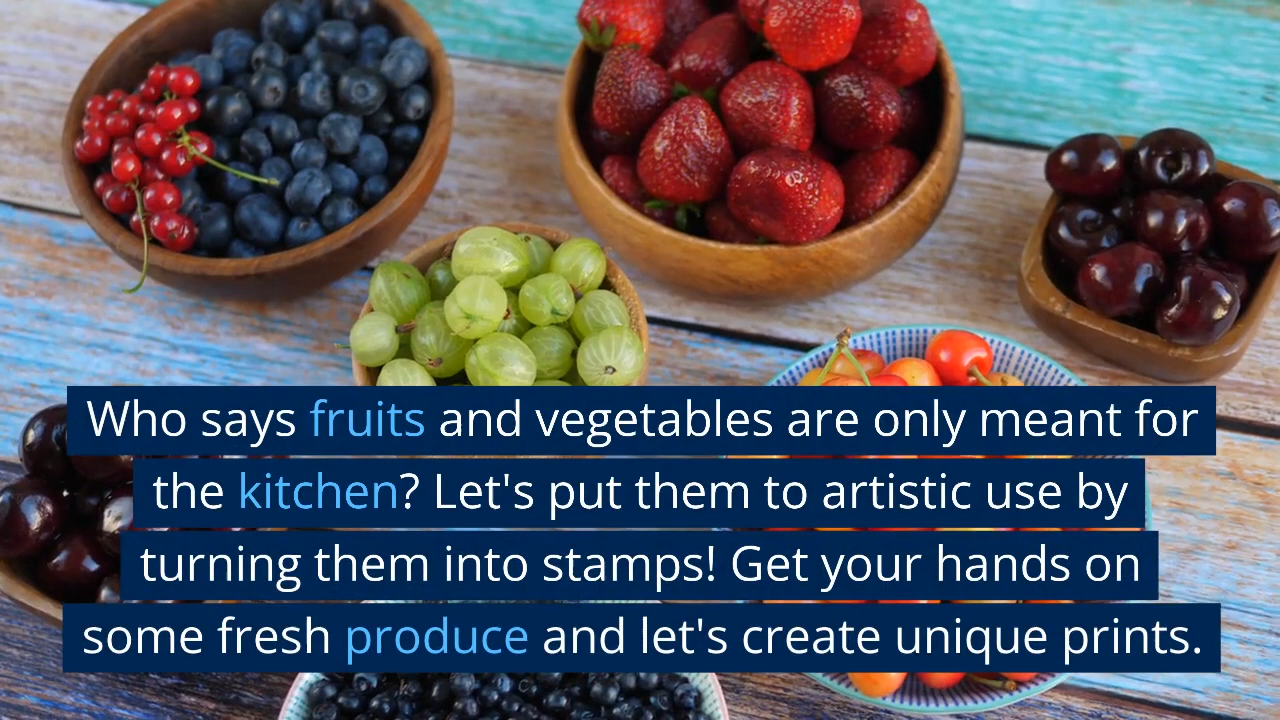 Who says fruits and vegetables are only meant for
the kitchen? Let's put them to artistic use by
turning them into stamps! Get your hands on
some fresh produce and let's create unique prints.